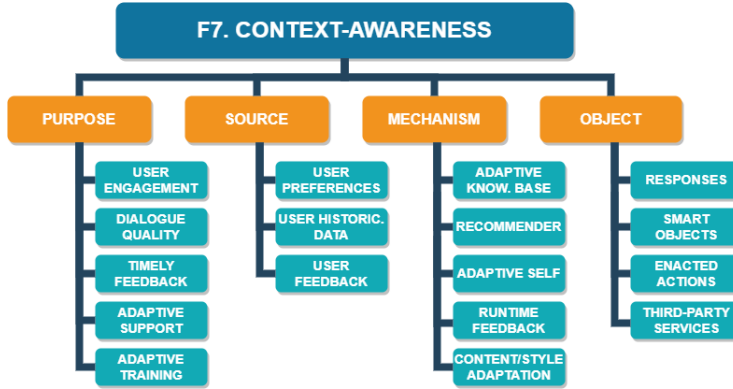 F7. CONTEXT-AWARENESS
PURPOSE
USER
ENGAGEMENT
DIALOGUE
QUALITY
TIMELY
FEEDBACK
ADAPTIVE
SUPPORT
ADAPTIVE
TRAINING
SOURCE
USER
PREFERENCES
USER HISTORIC.
DATA
USER
FEEDBACK
MECHANISM
ADAPTIVE
KNOW. BASE
RECOMMENDER
ADAPTIVE SELF
RUNTIME
FEEDBACK
CONTENT/STYLE
ADAPTATION
OBJECT
RESPONSES
SMART
OBJECTS
ENACTED
ACTIONS
THIRD-PARTY
SERVICES